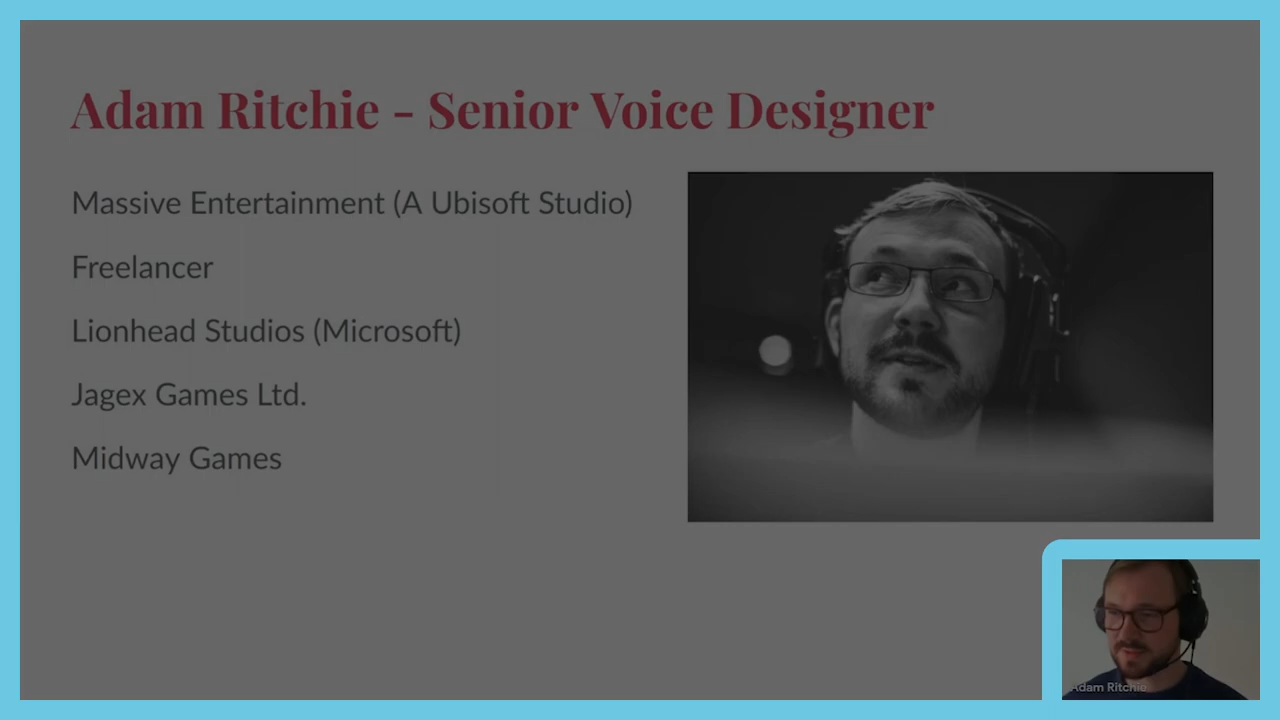 Adam Ritchie - Senior Voice Designer
Massive Entertainment (A Ubisoft Studio)
Freelancer
Lionhead Studios (Microsoft)
Jagex Games Ltd.
Midway Games
Adam Ritchie